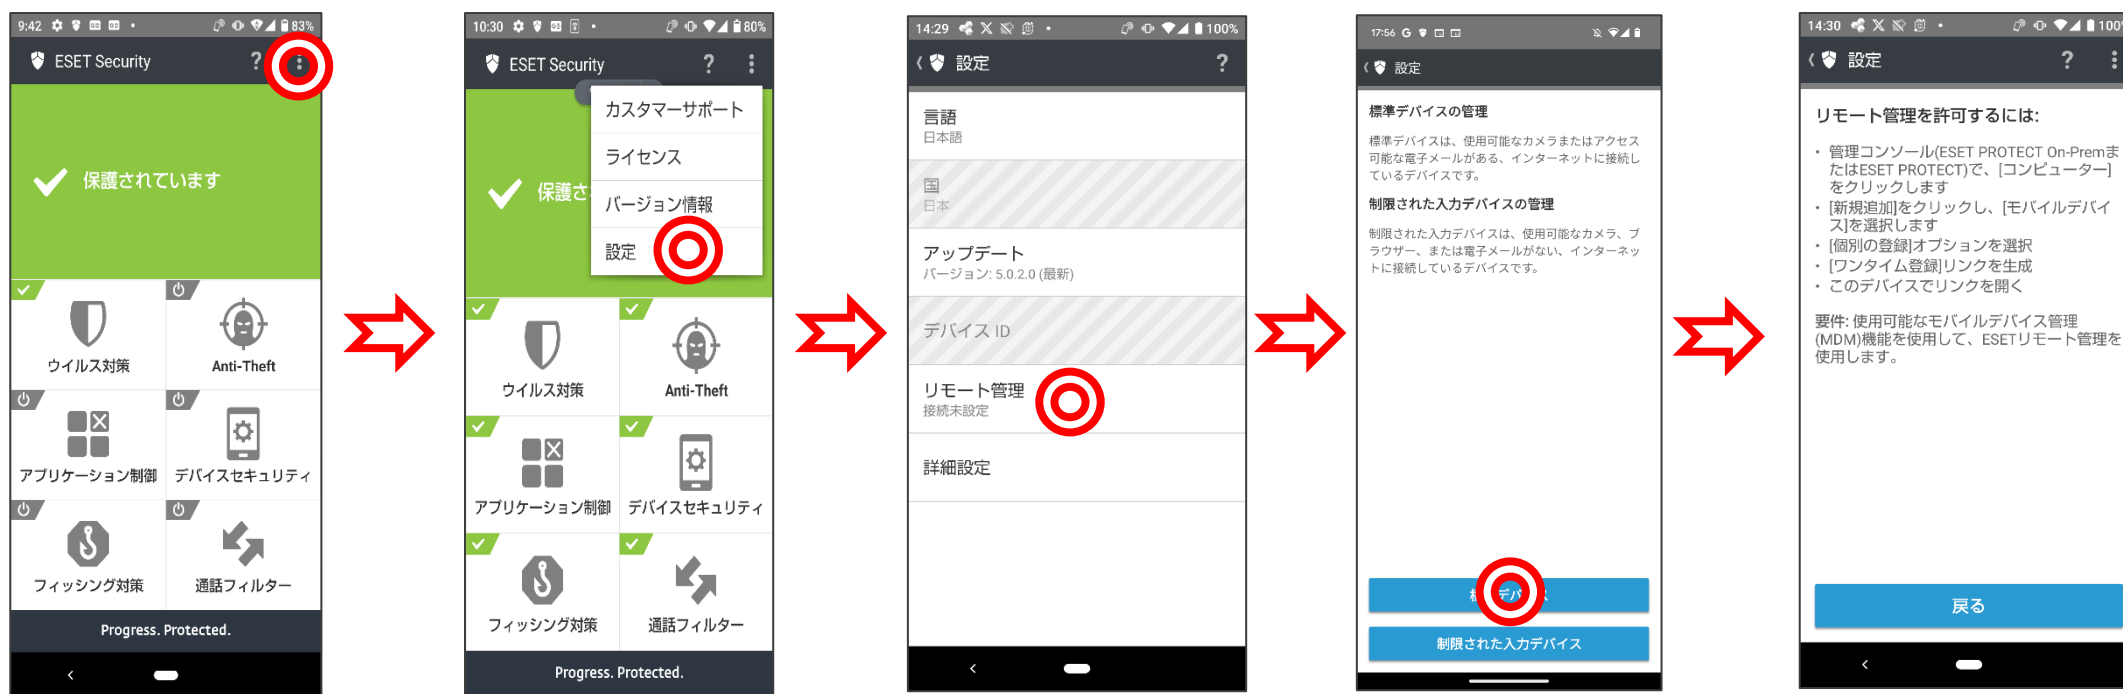 9:42
83%
ESET Security
?
保護されています
ウイルス対策
Anti-Theft
アプリケーション制御
デバイスセキュリティ
フィッシング対策
通話フィルター
Progress. Protected.
10:30
80%
ESET Security
?
カスタマーサポート
ライセンス
バージョン情報
設定
保護さ
ウイルス対策
Anti-Theft
アプリケーション制御
デバイスセキュリティ
フィッシング対策
通話フィルター
Progress. Protected.
14:29
100%
設定
?
言語
日本語
国
日本
アップデート
バージョン: 5.0.2.0 (最新)
デバイス ID
リモート管理
接続未設定
詳細設定
17:56 G
設定
標準デバイスの管理
標準デバイスは、使用可能なカメラまたはアクセス
可能な電子メールがある、インターネットに接続し
ているデバイスです。
制限された入力デバイスの管理
制限された入力デバイスは、使用可能なカメラ、ブ
ラウザー、または電子メールがない、インターネッ
トに接続しているデバイスです。
デバ
制限された入力デバイス
14:30
100
設定
?
リモート管理を許可するには:
・ 管理コンソール(ESET PROTECT On-Premま
たはESET PROTECT)で、[コンピューター]
をクリックします
・ [新規追加]をクリックし、[モバイルデバイ
ス]を選択します
・ [個別の登録]オプションを選択
・ [ワンタイム登録]リンクを生成
・ このデバイスでリンクを開く
要件: 使用可能なモバイルデバイス管理
(MDM)機能を使用して、ESETリモート管理を
使用します。
戻る